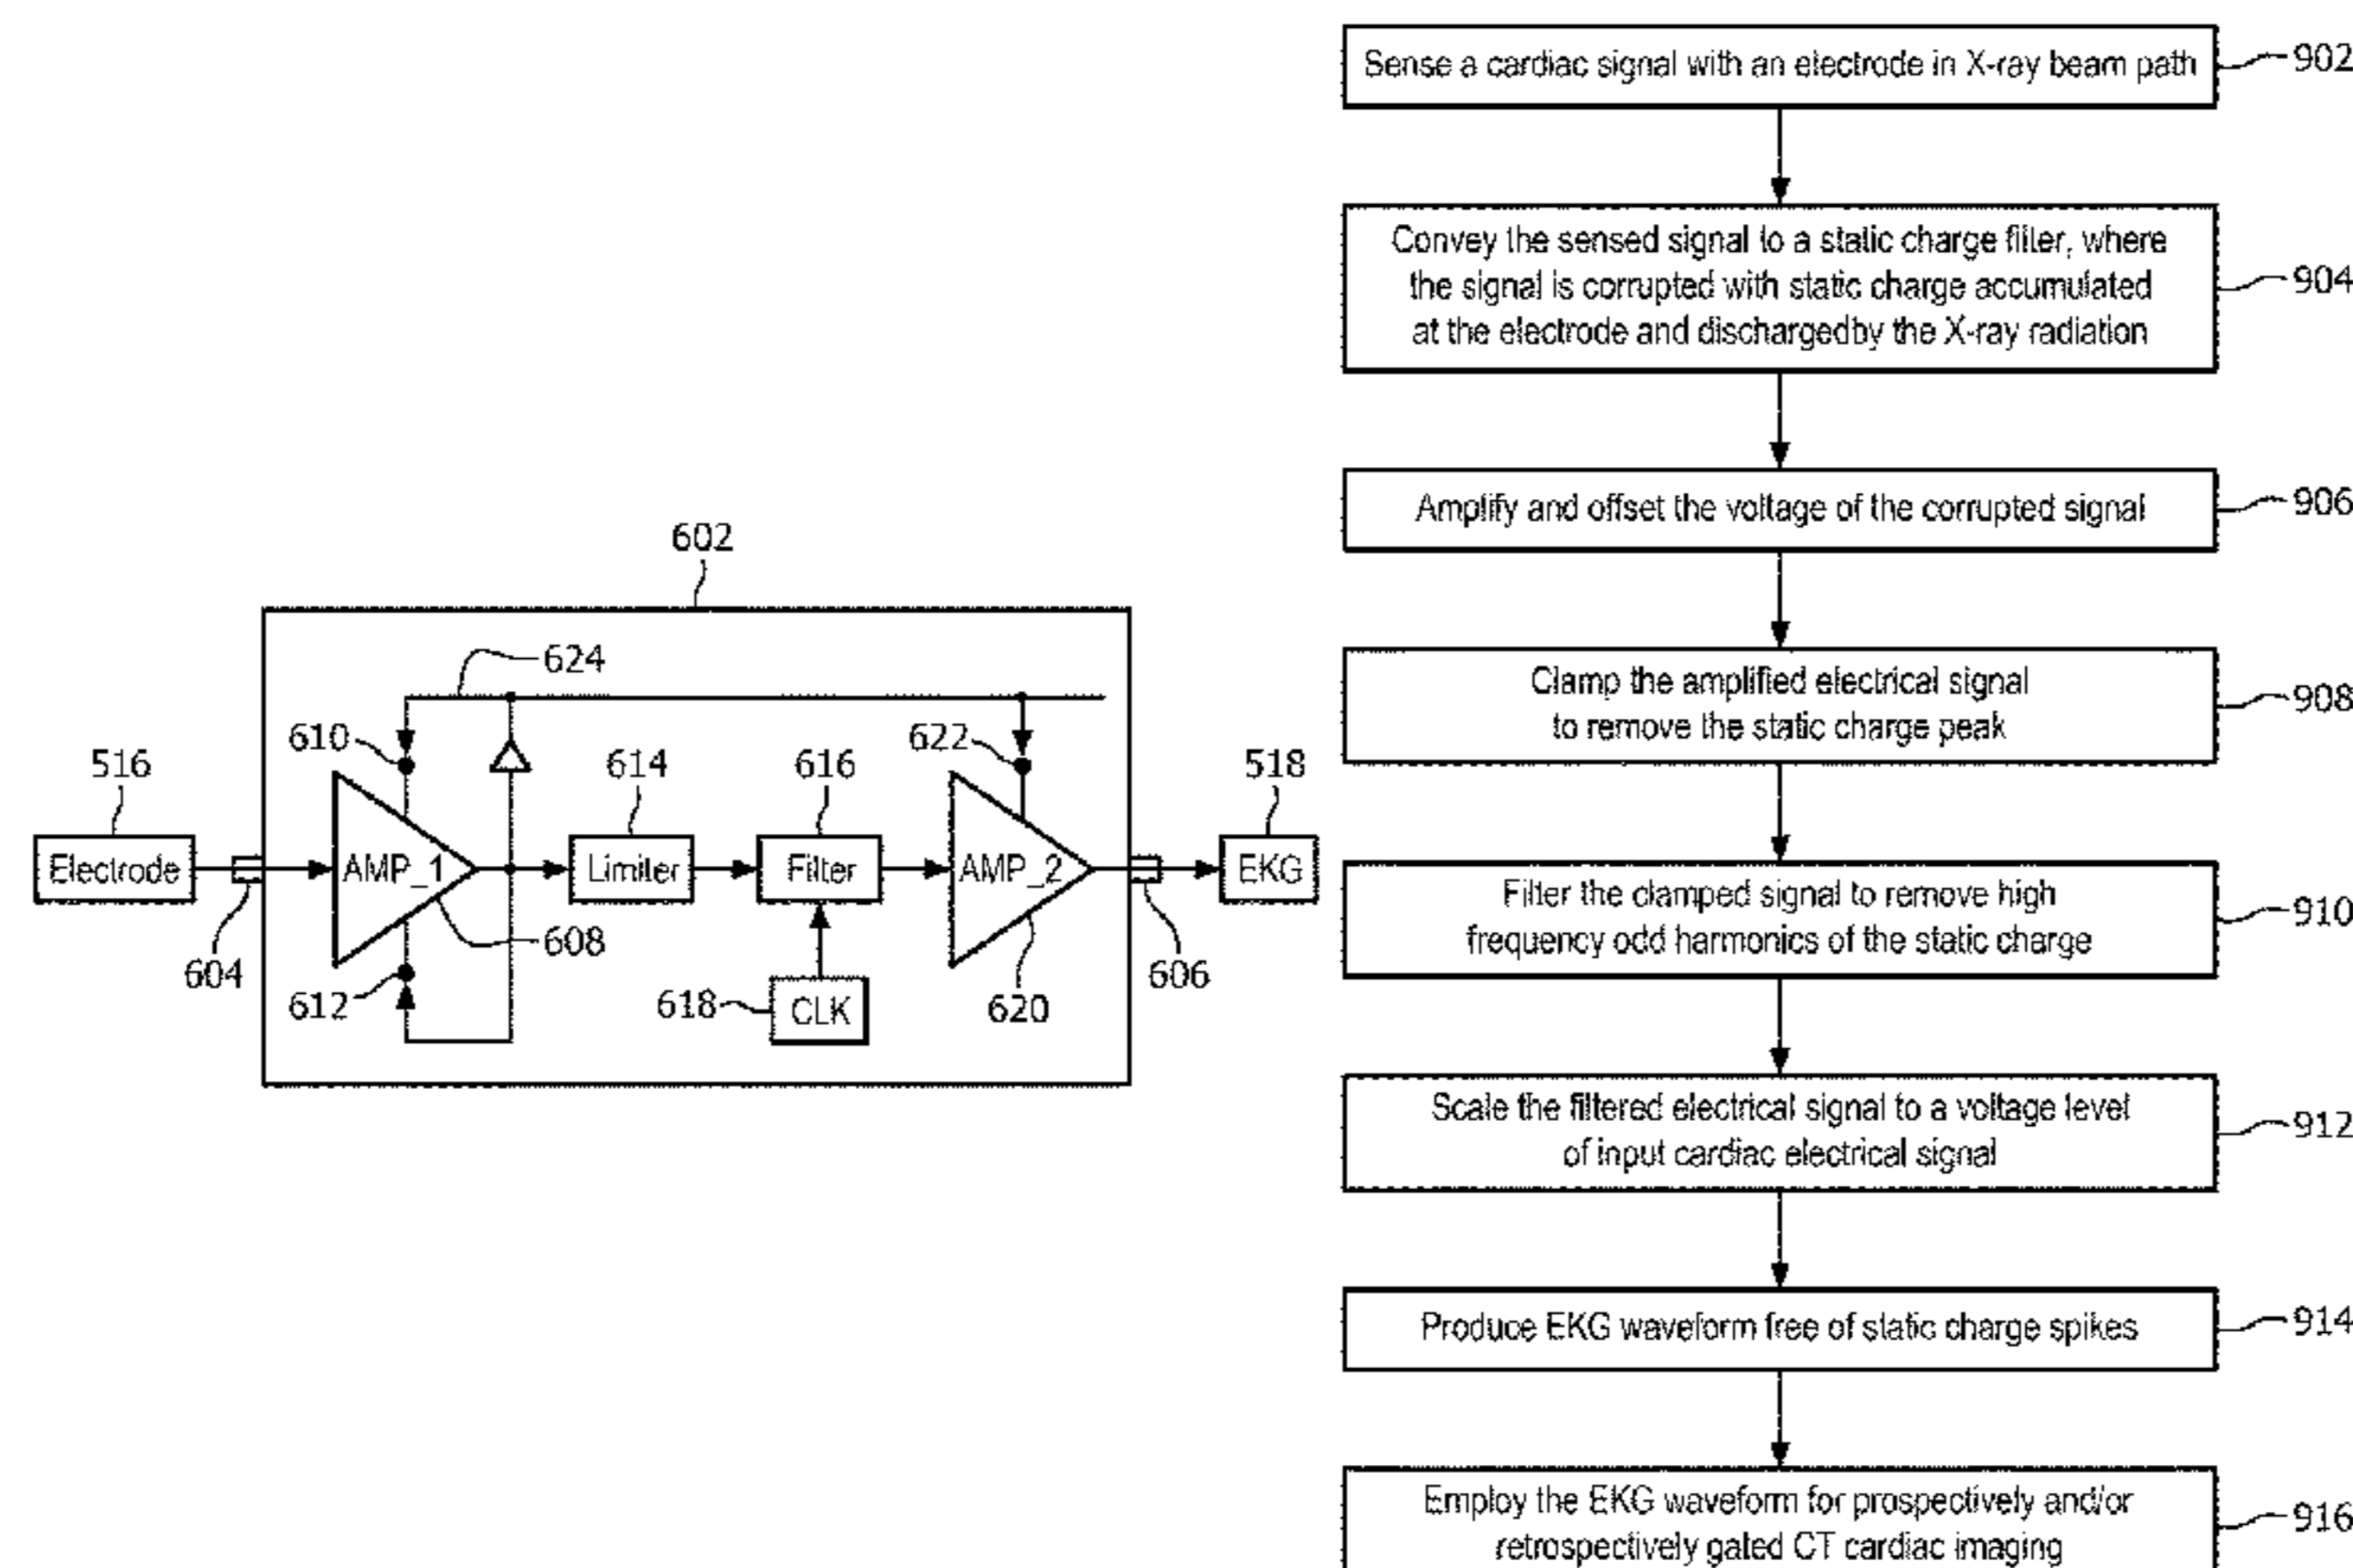 602
624
610
622
516
614
616
518
Electrode
AMP_1
Limiter
Filter
AMP_2
EKG
604
608
606
612
618
CLK
620
Sense a cardiac signal with an electrode in X-ray beam path
902
Convey the sensed signal to a static charge filter, where
the signal is corrupted with static charge accumulated
at the electrode and dischargedby the X-ray radiation
904
Amplify and offset the voltage of the corrupted signal
906
Clamp the amplified electrical signal
to remove the static charge peak
908
Filter the clamped signal to remove high
frequency odd harmonics of the static charge
910
Scale the filtered electrical signal to a voltage level
of input cardiac electrical signal
912
Produce EKG waveform free of static charge spikes
914
Employ the EKG waveform for prospectively and/or
retrospectively gated CT cardiac imaging
916